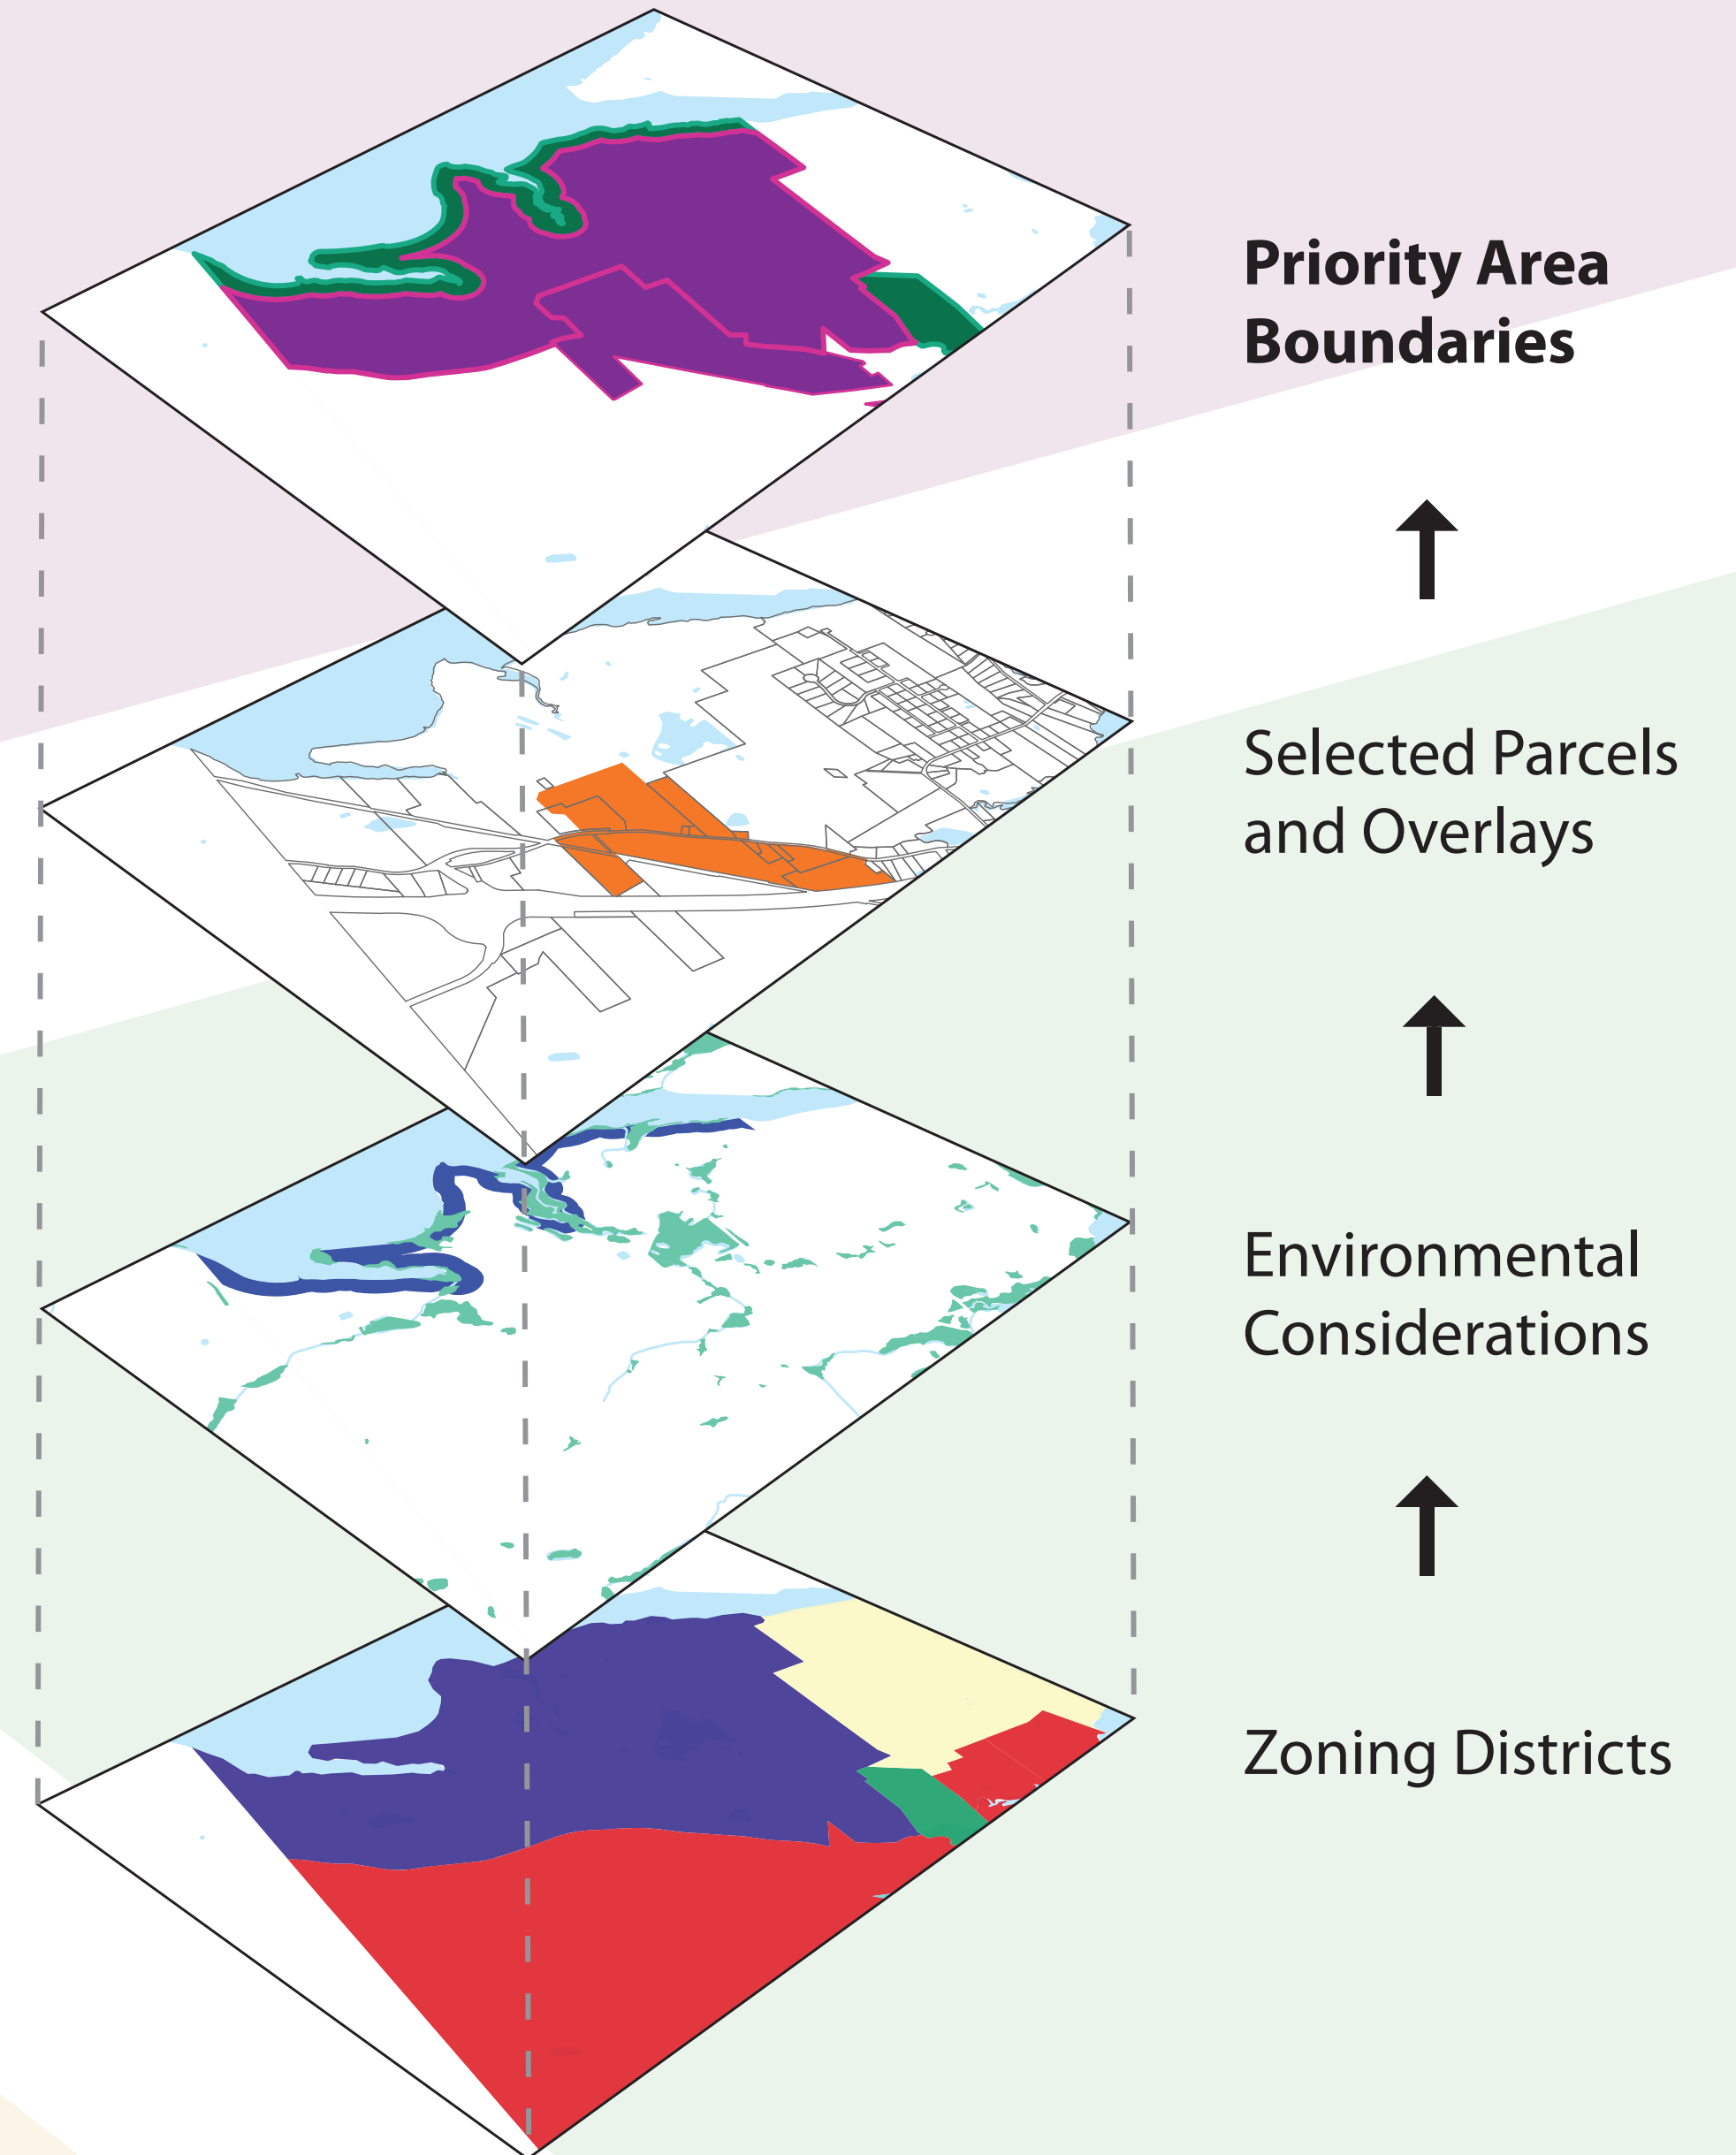 Priority Area
Boundaries
Selected Parcels
and Overlays
Environmental
Considerations
Zoning Districts